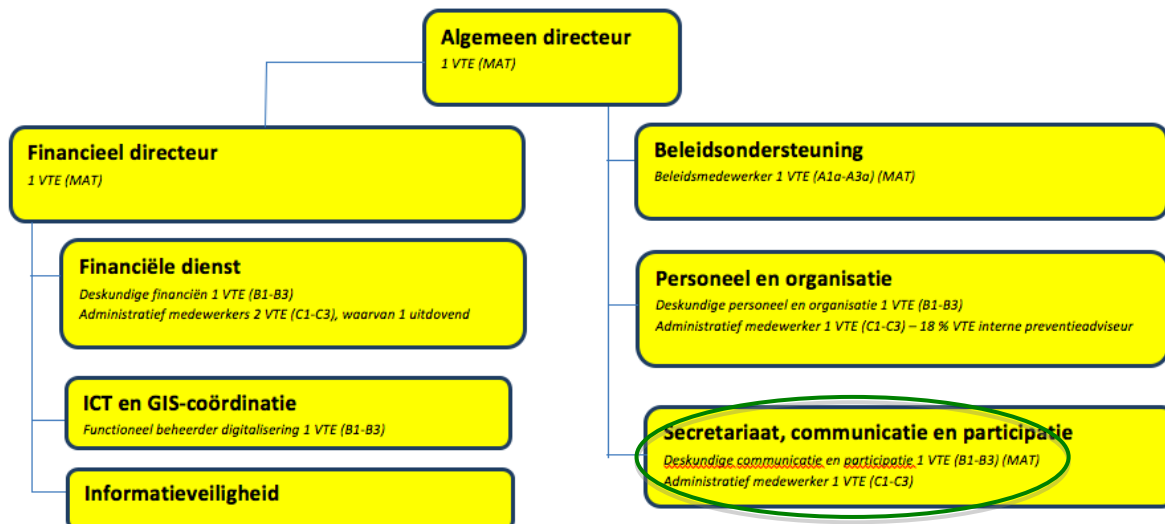 Algemeen directeur
1 VTE (MAT)
Financieel directeur
1 VTE (MAT)
Financiële dienst
Deskundige financiën 1 VTE (B1-B3)
Administratief medewerkers 2 VTE (C1-C3), waarvan 1 uitdovend
ICT en GIS-coördinatie
Functioneel beheerder digitalisering 1 VTE (B1-B3)
Informatieveiligheid
Beleidsondersteuning
Beleidsmedewerker 1 VTE (A1a-A3a) (MAT)
Personeel en organisatie
Deskundige personeel en organisatie 1 VTE (B1-B3)
Administratief medewerker 1 VTE (C1-C3) – 18 % VTE interne preventieadviseur
Secretariaat, communicatie en participatie
Deskundige communicatie en participatie 1 VTE (B1-B3) (MAT)
Administratief medewerker 1 VTE (C1-C3)